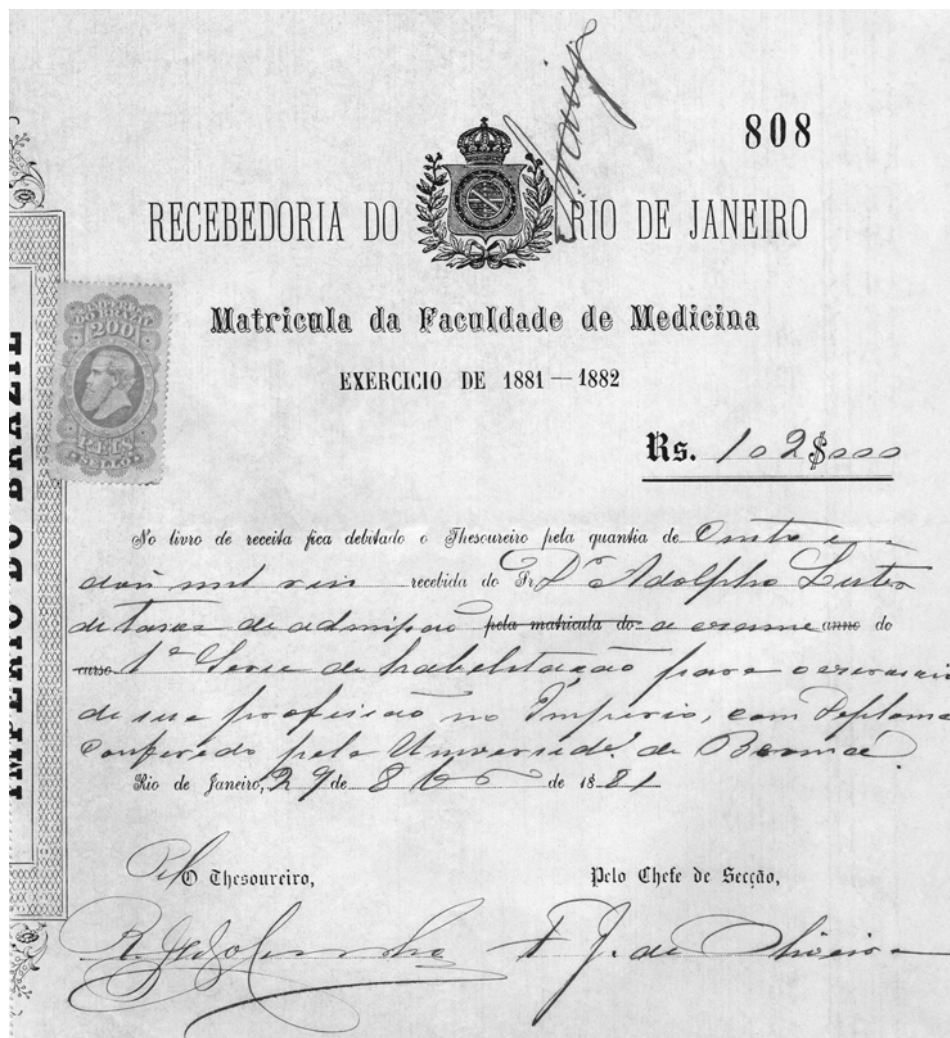 808
RECEBEDORIA DO RIO DE JANEIRO
Matricula da Faculdade de Medicina
EXERCICIO DE 1881 — 1882
IMPERIO DO BRAZIL
200
REIS
SELLO
Rs. 102$000
No livro de receita fica debitado o Thesoureiro pela quantia de Cento e
dois mil reis recebida do Sr. Dr Adolpho Lutz
de taxas de admissão pela matricula do a exame anno do
curso 1ª Serie de habilitação para o exercicio
de sua profissão no Imperio, com Diploma
Conferido pela Universide. de Berna
Rio de Janeiro, 29 de 8bro de 1881
Pelo O Thesoureiro, Pelo Chefe de Secção,
F J. de Oliveira